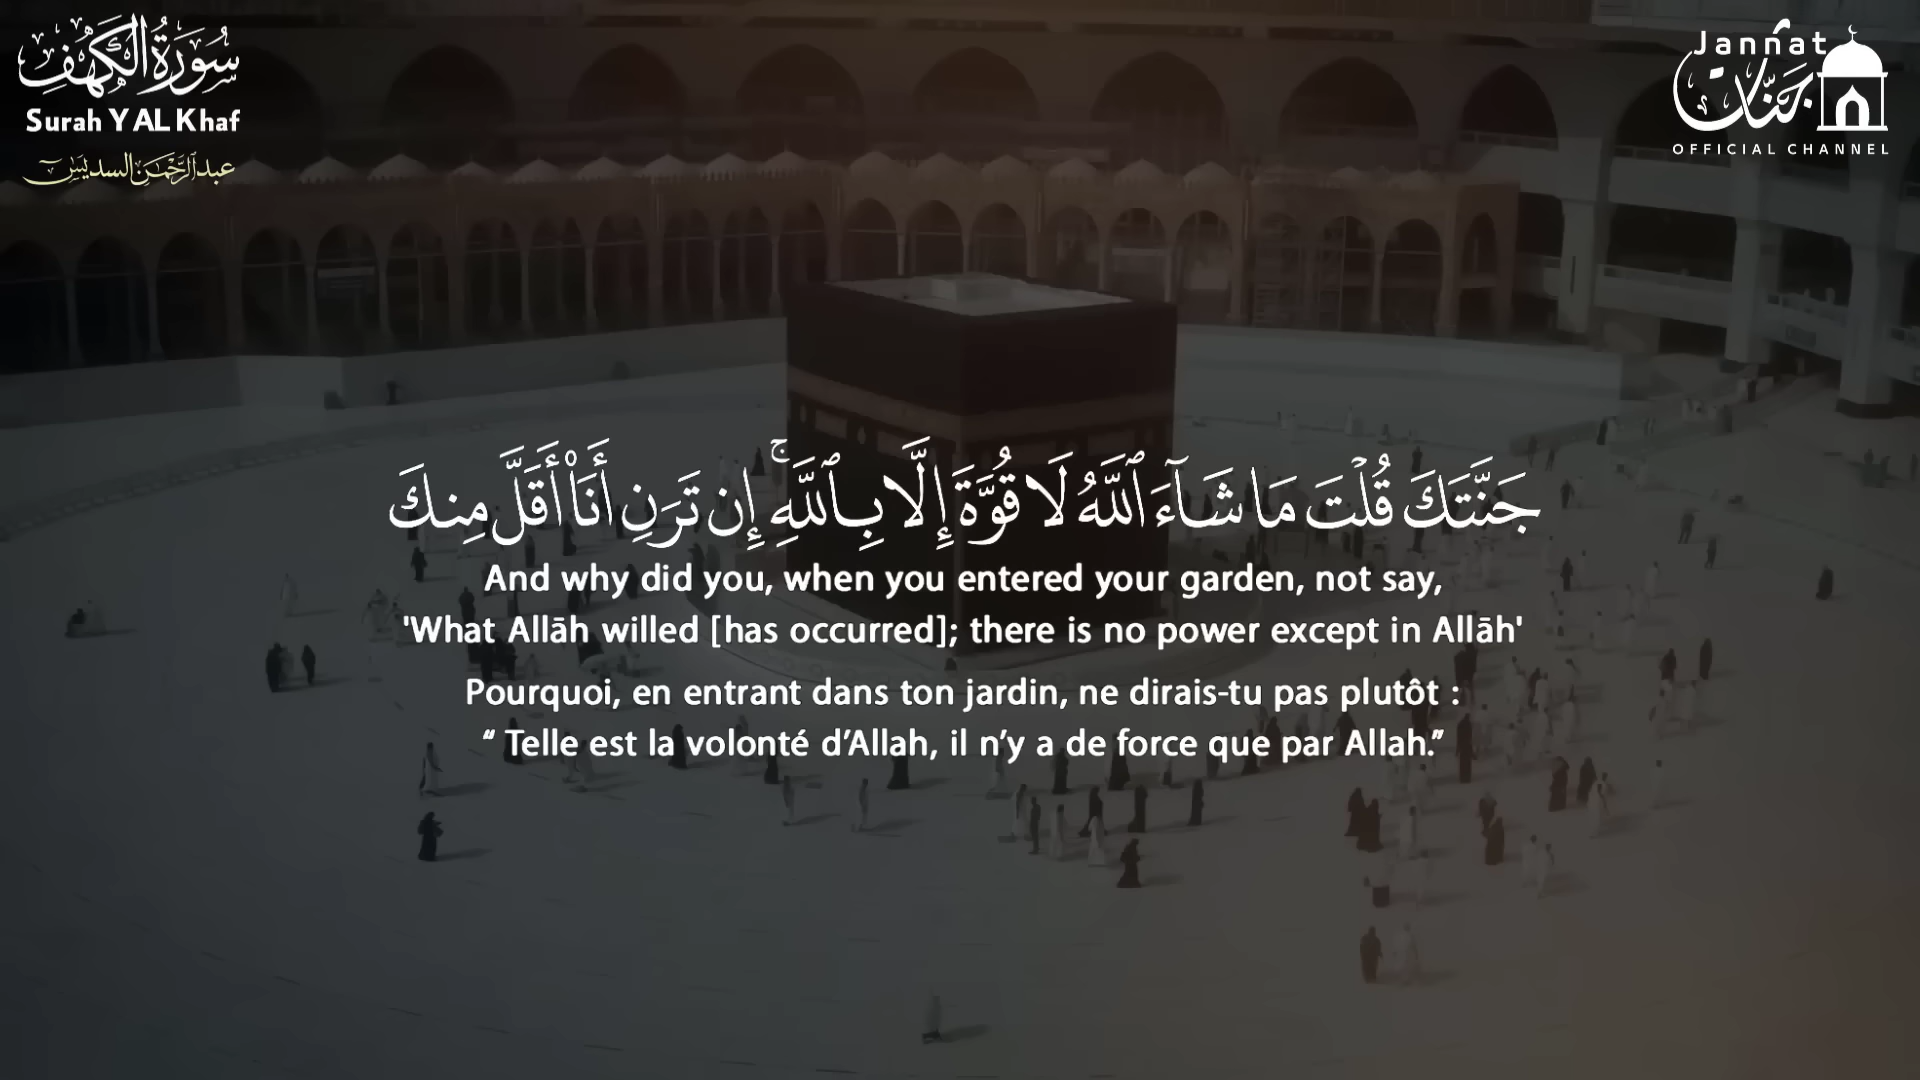 سُورَةُ الكَهْفِ
Surah YAL Khaf
عبد الرحمن السديس
Jannat
جنات
OFFICIAL CHANNEL
جَنَّتَكَ قُلْتَ مَا شَآءَ ٱللَّهُ لَا قُوَّةَ إِلَّا بِٱللَّهِ ۚ إِن تَرَنِ أَنَا۠ أَقَلَّ مِنكَ
And why did you, when you entered your garden, not say,
'What Allāh willed [has occurred]; there is no power except in Allāh'
Pourquoi, en entrant dans ton jardin, ne dirais-tu pas plutôt :
“ Telle est la volonté d’Allah, il n’y a de force que par Allah.”